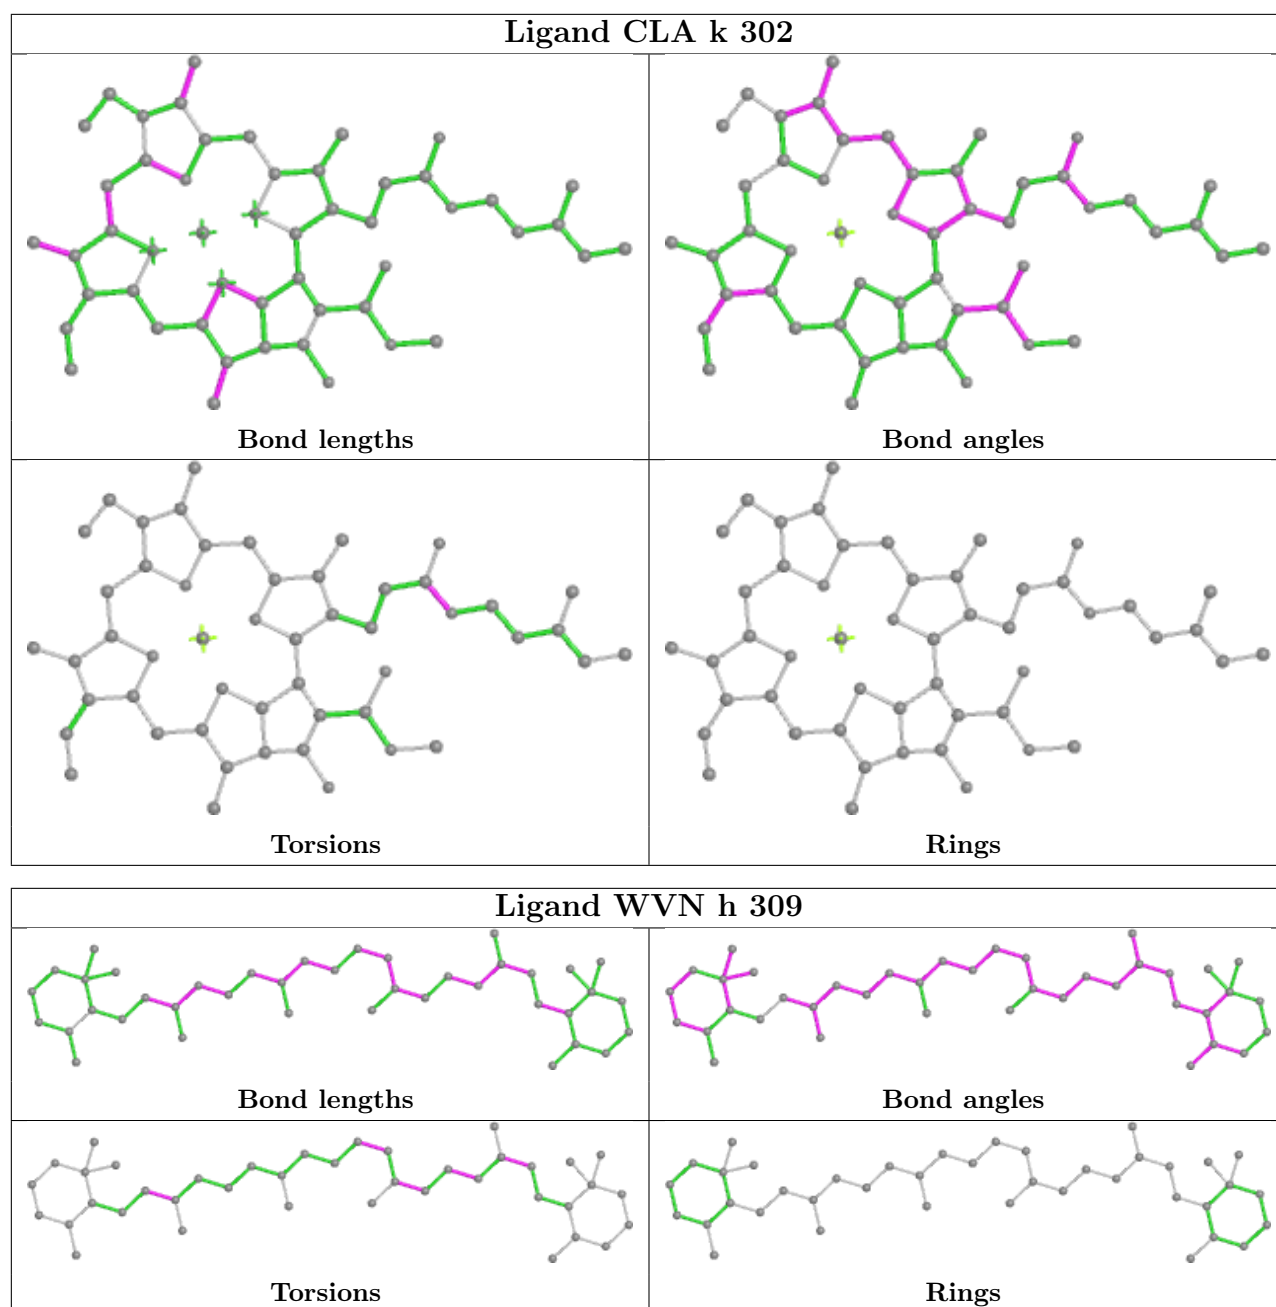 Ligand CLA k 302
Bond lengths
Bond angles
Torsions
Rings
Ligand WVN h 309
Bond lengths
Bond angles
Torsions
Rings